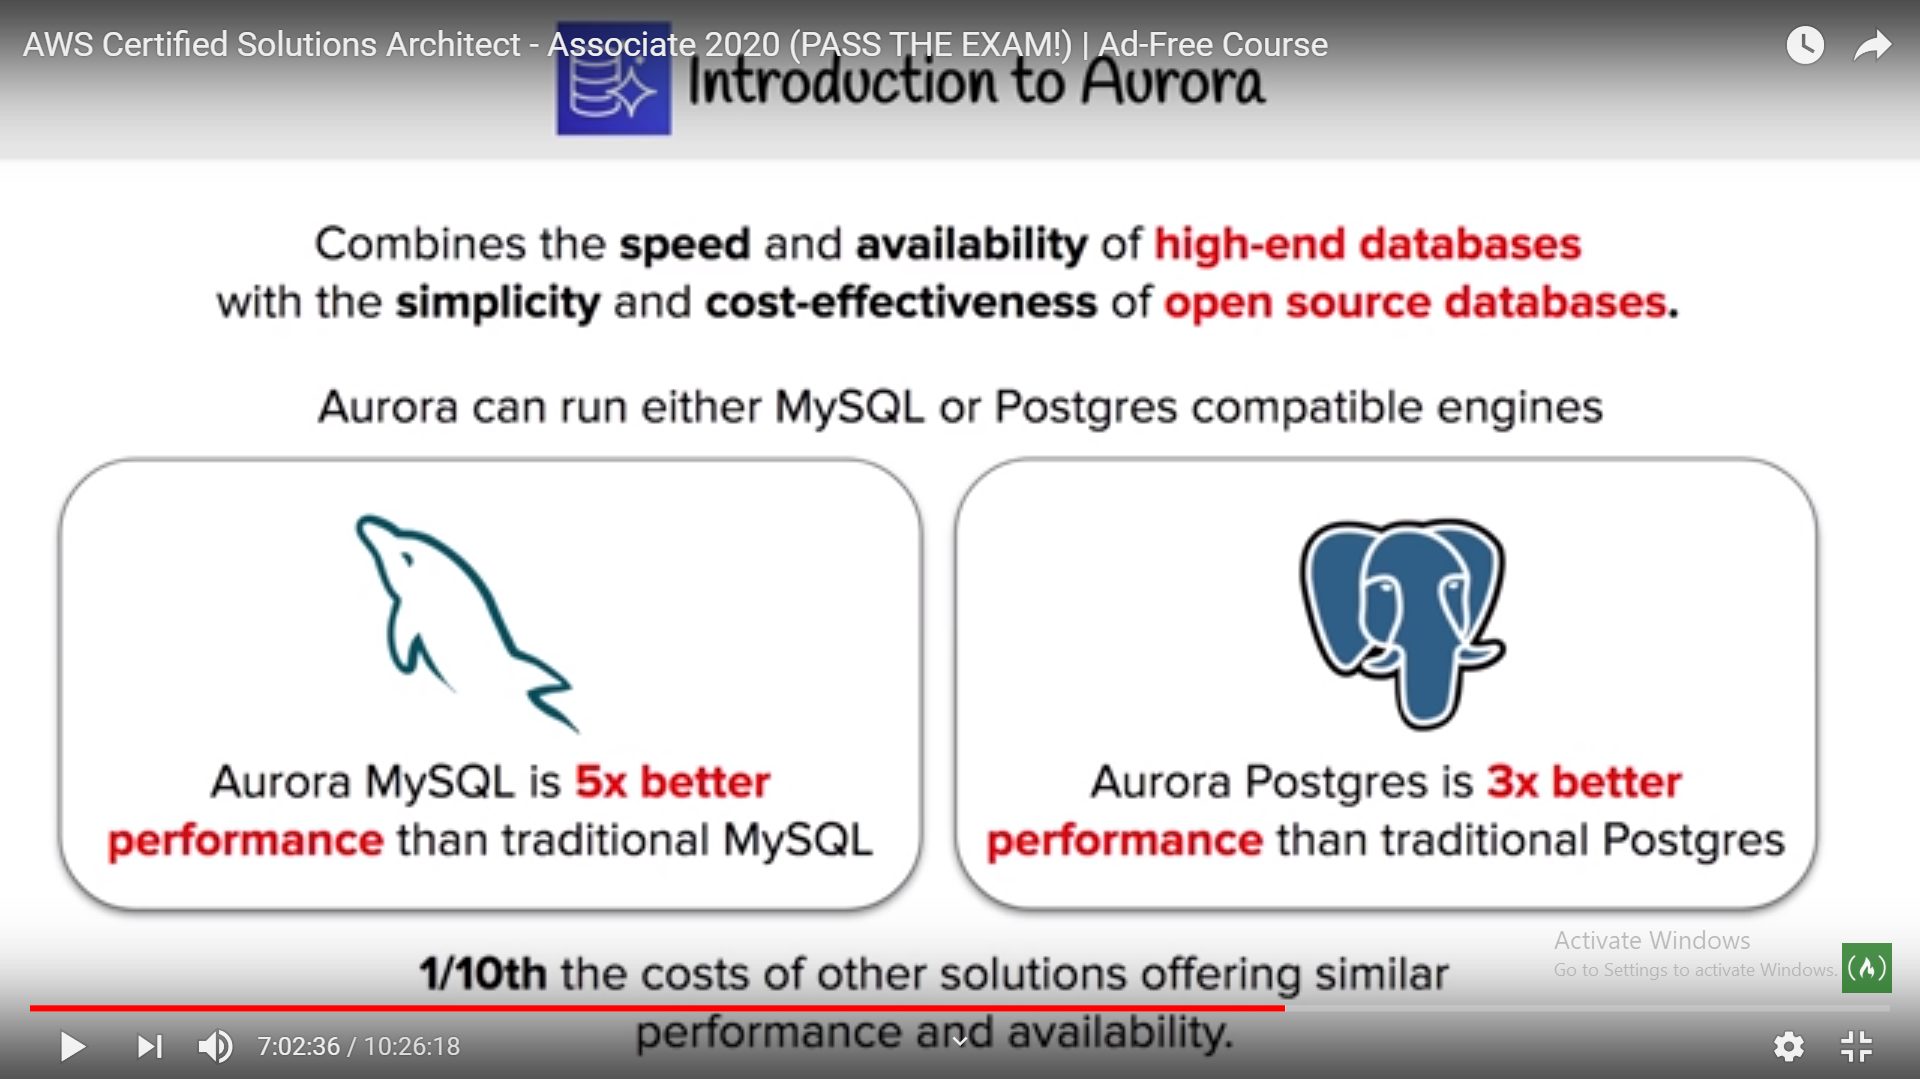 AWS Certified Solutions Architect - Associate 2020 (PASS THE EXAM!) | Ad-Free Course
Introduction to Aurora
Combines the speed and availability of high-end databases
with the simplicity and cost-effectiveness of open source databases.
Aurora can run either MySQL or Postgres compatible engines
Aurora MySQL is 5x better
performance than traditional MySQL
Aurora Postgres is 3x better
performance than traditional Postgres
1/10th the costs of other solutions offering similar
performance and availability.
Activate Windows
Go to Settings to activate Windows.
7:02:36 / 10:26:18